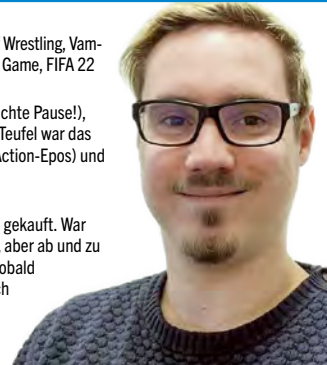 Wrestling, Vam-
Game, FIFA 22
chte Pause!),
Teufel war das
ction-Epos) und
gekauft. War
, aber ab und zu
obald
ch